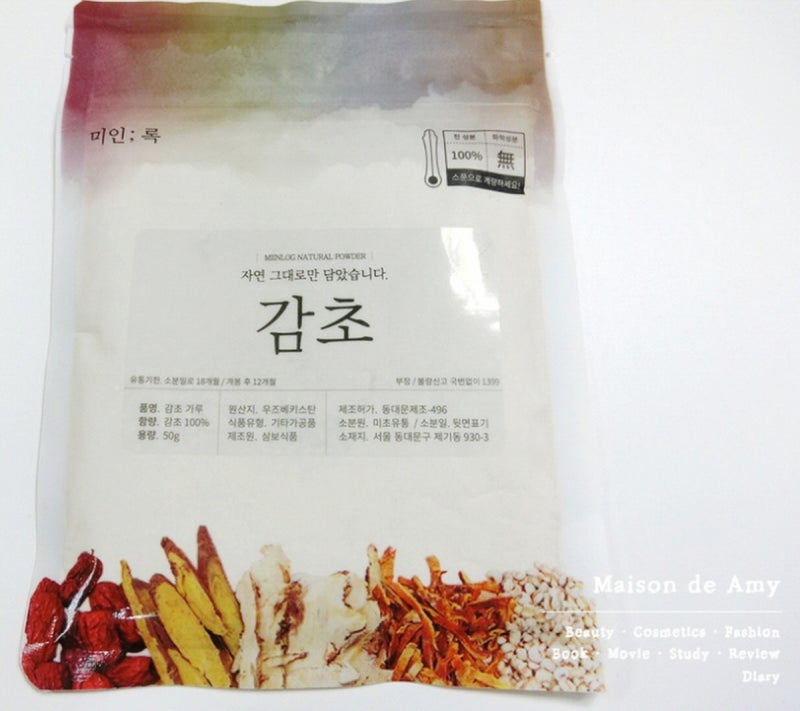 미인; 록
천 성분 화학성분
100% 無
스푼으로 계량하세요!
MIINLOG NATURAL POWDER
자연 그대로만 담았습니다.
감초
유통기한. 소분일로 18개월 / 개봉 후 12개월 부정 / 불량신고 국번없이 1399
품명. 감초 가루 원산지. 우즈베키스탄 제조허가. 동대문제조-496
함량. 감초 100% 식품유형. 기타가공품 소분원. 미초유통 / 소분일. 뒷면표기
용량. 50g 제조원. 삼보식품 소재지. 서울 동대문구 제기동 930-3
Maison de Amy
Beauty · Cosmetics · Fashion
Book · Movie · Study · Review
Diary